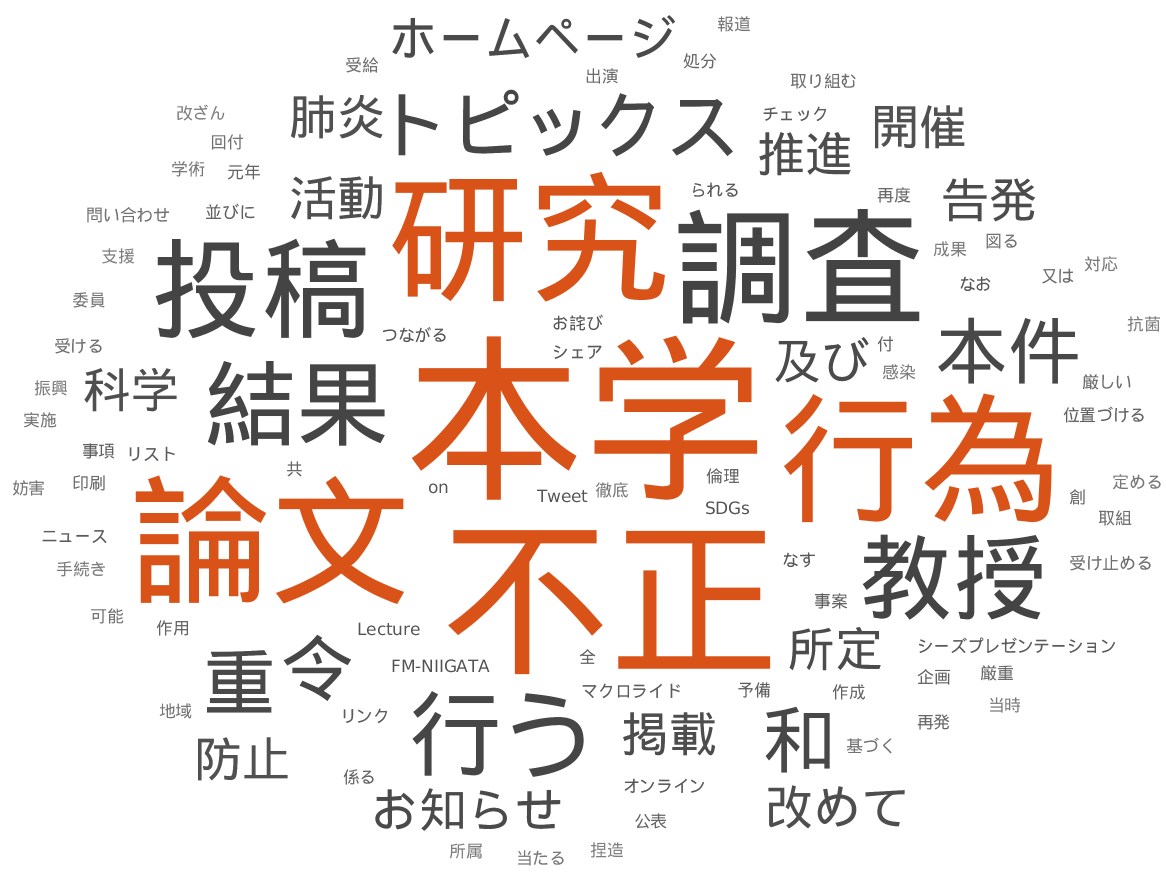 ホームページ
報道
処分
受給
出演
取り組む
改ざん
肺炎
トピックス
チェック
開催
回付
推進
学術
元年
活動
研究
られる
再度
告発
問い合わせ
並びに
投稿
調査
成果
図る
支援
なお
又は
対応
委員
つながる
お詫び
抗菌
受ける
シェア
及び
付
本件
感染
振興
科学
結果
本学
行為
厳しい
実施
位置づける
事項
リスト
共
妨害
印刷
論文
on
Tweet
徹底
倫理
SDGs
創
定める
取組
ニュース
不正
なす
教授
手続き
受け止める
可能
作用
Lecture
事案
重
令
FM-NIIGATA
全
所定
シーズプレゼンテーション
企画
厳重
地域
リンク
行う
マクロライド
予備
作成
当時
掲載
和
再発
防止
基づく
係る
オンライン
お知らせ
改めて
公表
所属
当たる
捏造